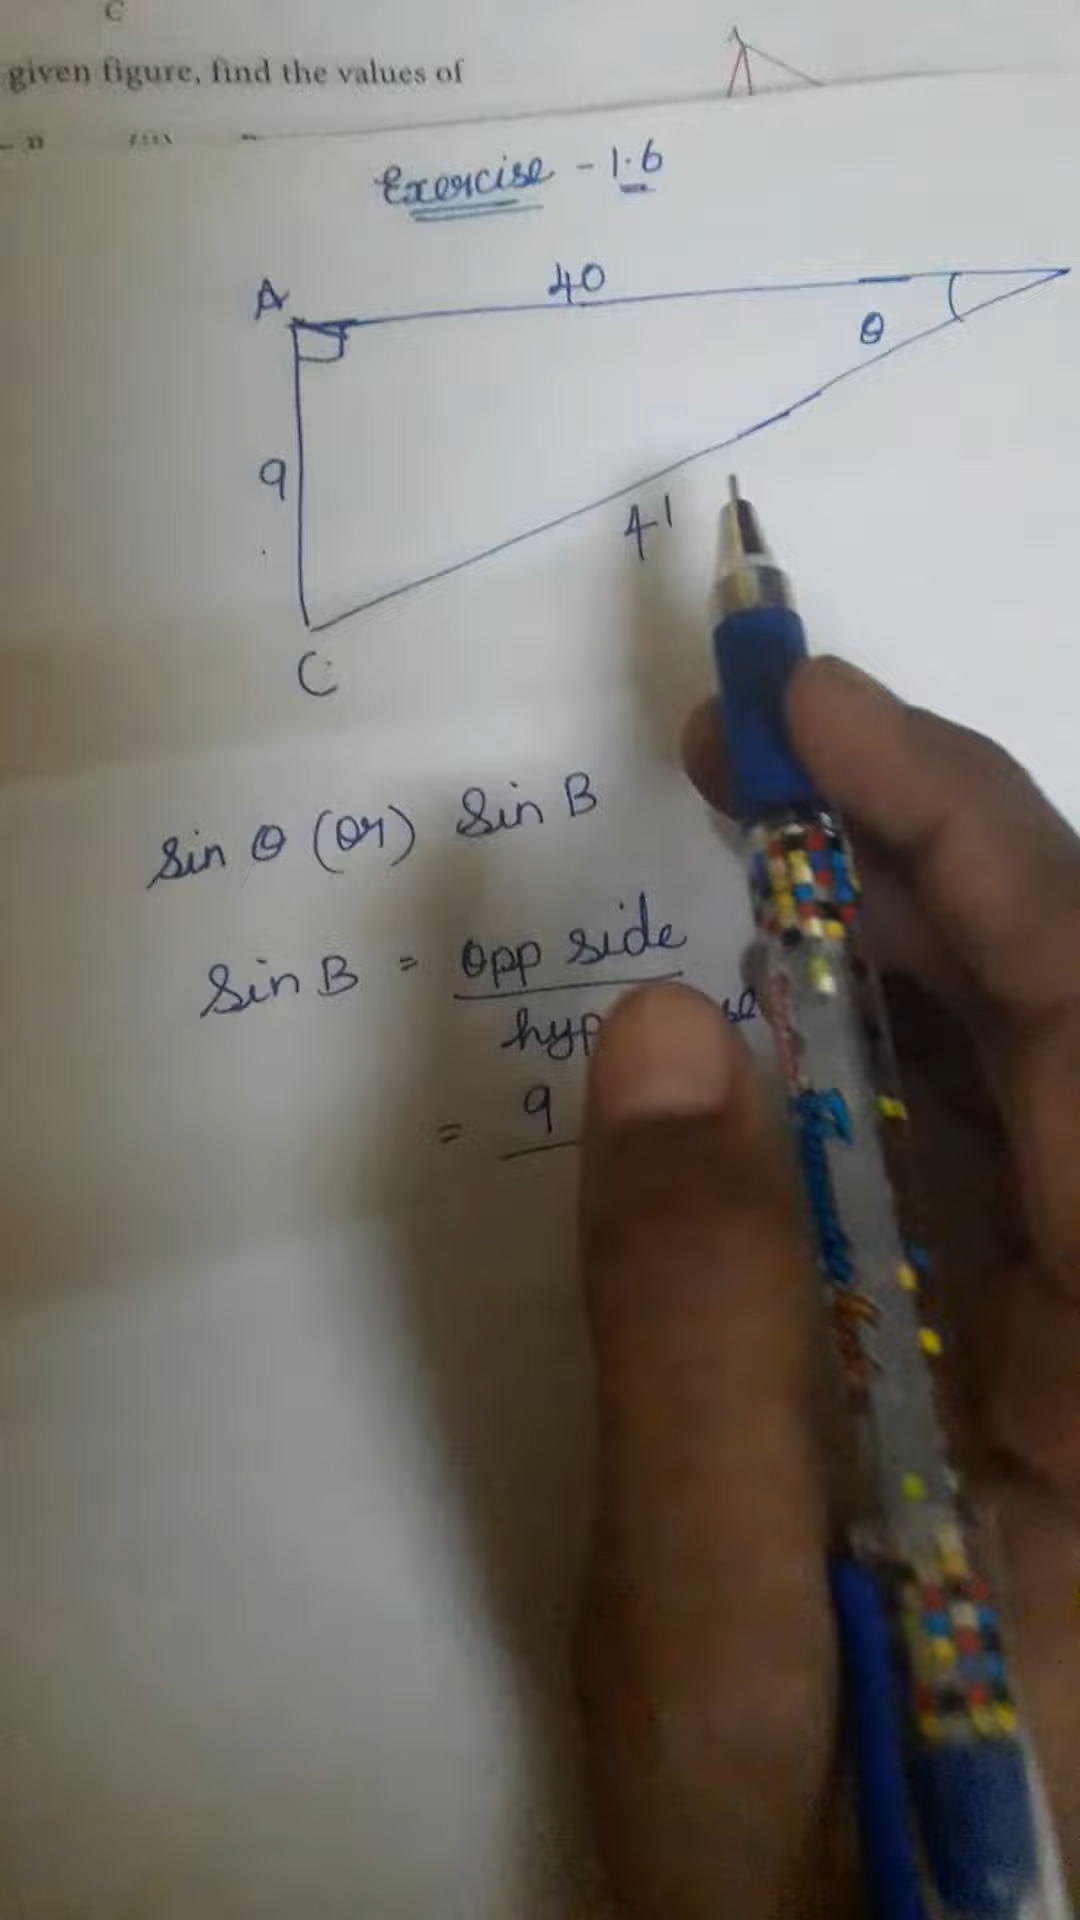 C
given figure, find the values of
Exercise - 1.6
A
40
θ
9
41
C
sin θ (or) sin B
sin B = opp side
hyp
= 9